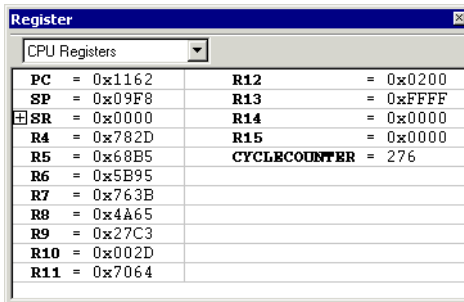 Register
CPU Registers
PC = 0x1162 R12 = 0x0200
SP = 0x09F8 R13 = 0xFFFF
SR = 0x0000 R14 = 0x0000
R4 = 0x782D R15 = 0x0000
R5 = 0x68B5 CYCLECOUNTER = 276
R6 = 0x5B95
R7 = 0x763B
R8 = 0x4A65
R9 = 0x27C3
R10 = 0x002D
R11 = 0x7064